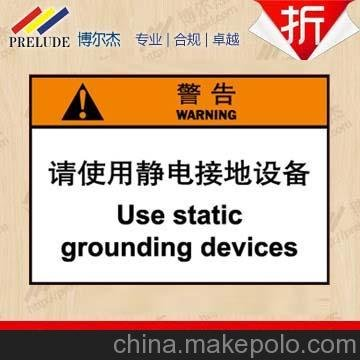 PRELUDE 博尔杰 专业 | 合规 | 卓越
折
警告
WARNING
请使用静电接地设备
Use static
grounding devices
china.makepolo.com